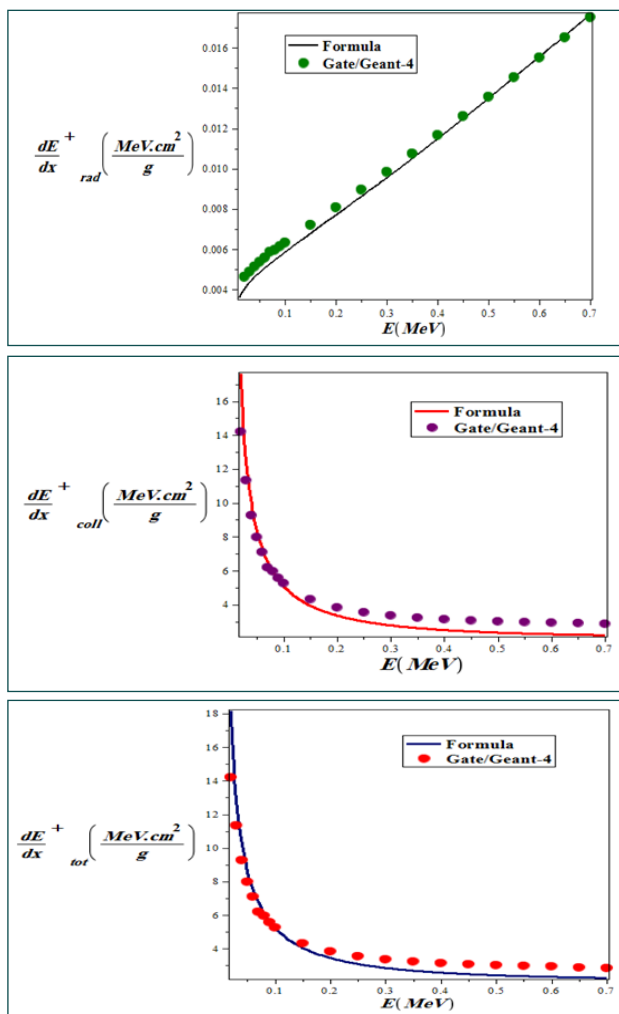 Formula
Gate/Geant-4
0.016
0.014
0.012
0.010
0.008
0.006
0.004
dE/dx + rad (MeV.cm²/g)
0.1 0.2 0.3 0.4 0.5 0.6 0.7
E(MeV)
Formula
Gate/Geant-4
16
14
12
10
8
6
4
dE/dx + coll (MeV.cm²/g)
0.1 0.2 0.3 0.4 0.5 0.6 0.7
E(MeV)
Formula
Gate/Geant-4
18
16
14
12
10
8
6
4
dE/dx + tot (MeV.cm²/g)
0.1 0.2 0.3 0.4 0.5 0.6 0.7
E(MeV)